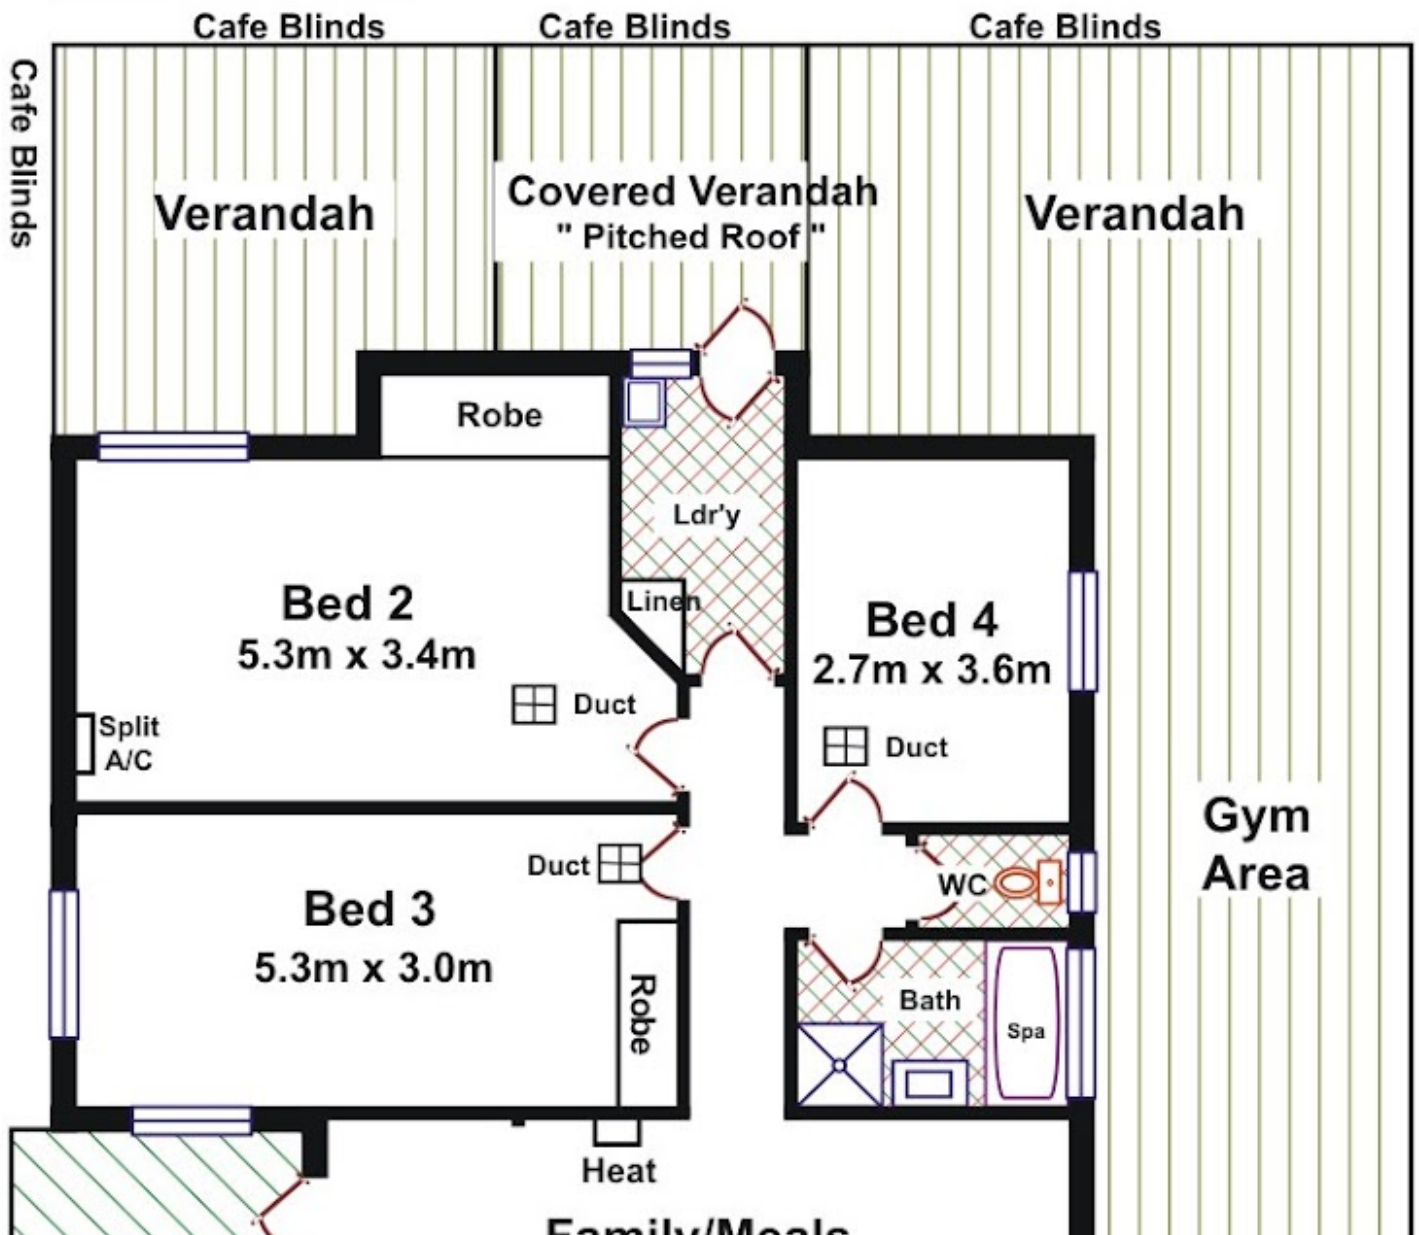 Cafe Blinds
Cafe Blinds
Cafe Blinds
Cafe Blinds
Verandah
Covered Verandah
" Pitched Roof "
Verandah
Robe
Ldr'y
Linen
Bed 2
5.3m x 3.4m
Bed 4
2.7m x 3.6m
Duct
Split
A/C
Duct
Gym
Area
Duct
WC
Bed 3
5.3m x 3.0m
Robe
Bath
Spa
Heat
Family/Meals